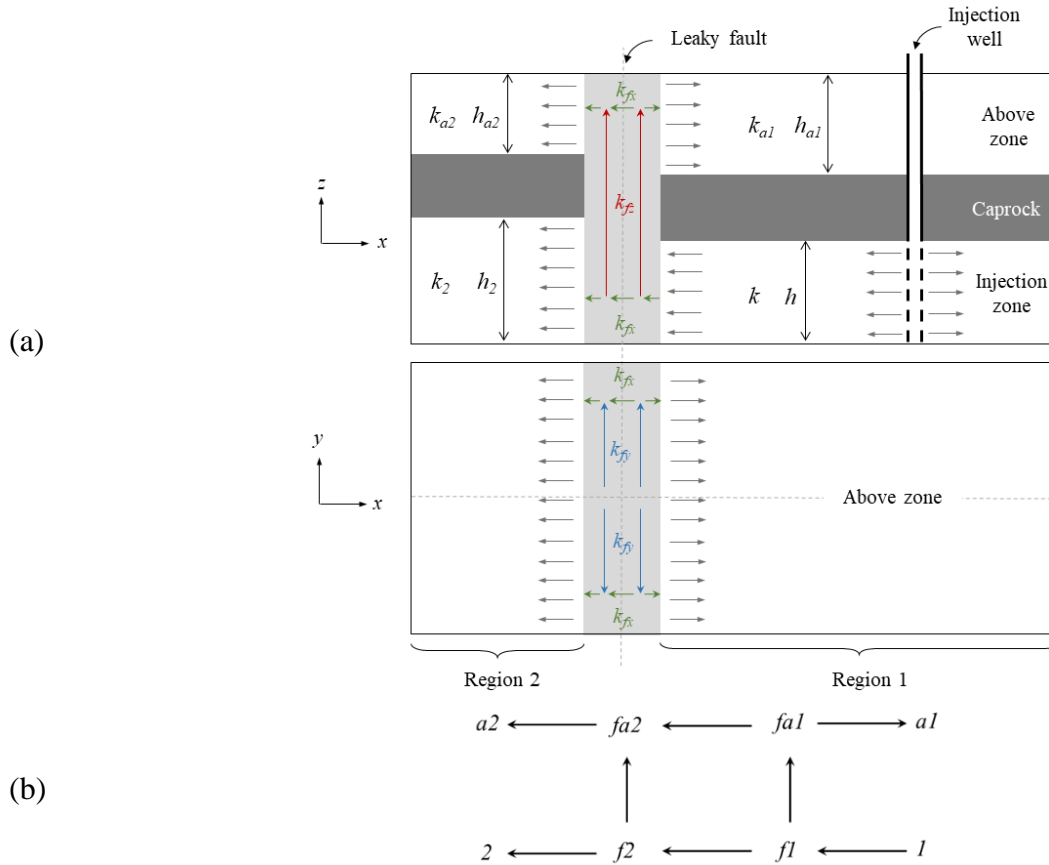 Injection
well
Leaky fault
k_fx
k_a2 h_a2
k_a1 h_a1
Above
zone
z
x
k_fz
Caprock
k_2 h_2
k h
Injection
zone
k_fx
(a)
k_fx
y
x
k_fy
Above zone
k_fy
k_fx
Region 2
Region 1
a2 fa2 fa1 a1
(b)
2 f2 f1 1